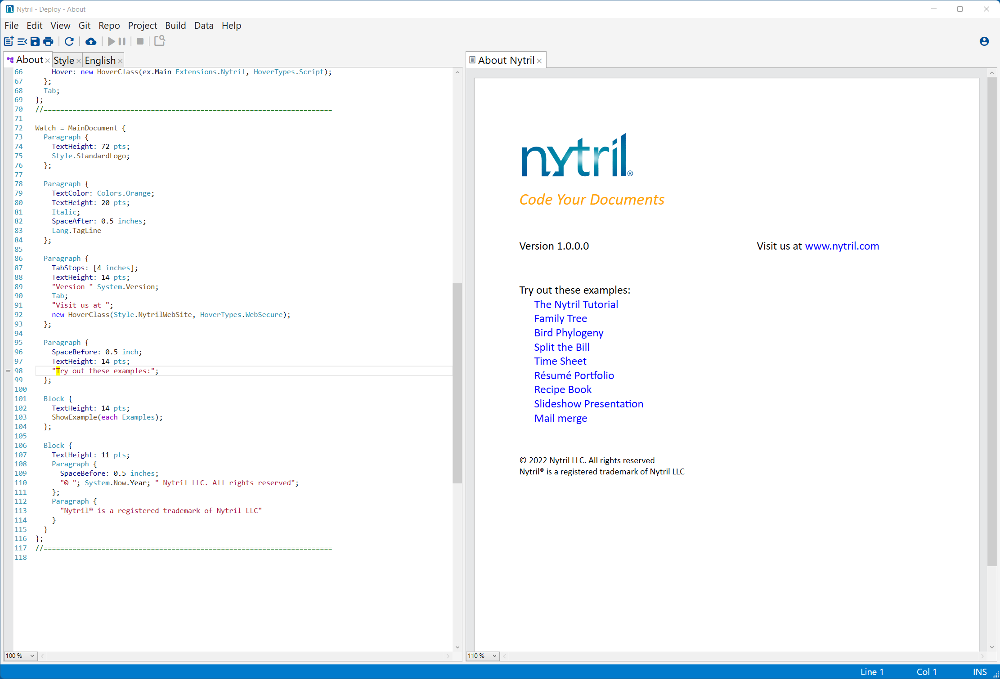 Nytril - Deploy - About
File Edit View Git Repo Project Build Data Help
About Style English
66 Hover: new HoverClass(ex.Main Extensions.Nytril, HoverTypes.Script);
67 };
68 Tab;
69 };
70 //======================================================================
71
72 Watch = MainDocument {
73 Paragraph {
74 TextHeight: 72 pts;
75 Style.StandardLogo;
76 };
77
78 Paragraph {
79 TextColor: Colors.Orange;
80 TextHeight: 20 pts;
81 Italic;
82 SpaceAfter: 0.5 inches;
83 Lang.TagLine
84 };
85
86 Paragraph {
87 TabStops: [4 inches];
88 TextHeight: 14 pts;
89 "Version " System.Version;
90 Tab;
91 "Visit us at ";
92 new HoverClass(Style.NytrilWebSite, HoverTypes.WebSecure);
93 };
94
95 Paragraph {
96 SpaceBefore: 0.5 inch;
97 TextHeight: 14 pts;
98 "Try out these examples:";
99 };
100
101 Block {
102 TextHeight: 14 pts;
103 ShowExample(each Examples);
104 };
105
106 Block {
107 TextHeight: 11 pts;
108 Paragraph {
109 SpaceBefore: 0.5 inches;
110 "© "; System.Now.Year; " Nytril LLC. All rights reserved";
111 };
112 Paragraph {
113 "Nytril® is a registered trademark of Nytril LLC"
114 }
115 }
116 };
117 //======================================================================
118
100 %
About Nytril
nytril®
Code Your Documents
Version 1.0.0.0 Visit us at www.nytril.com
Try out these examples:
The Nytril Tutorial
Family Tree
Bird Phylogeny
Split the Bill
Time Sheet
Résumé Portfolio
Recipe Book
Slideshow Presentation
Mail merge
© 2022 Nytril LLC. All rights reserved
Nytril® is a registered trademark of Nytril LLC
110 %
Line 1 Col 1 INS